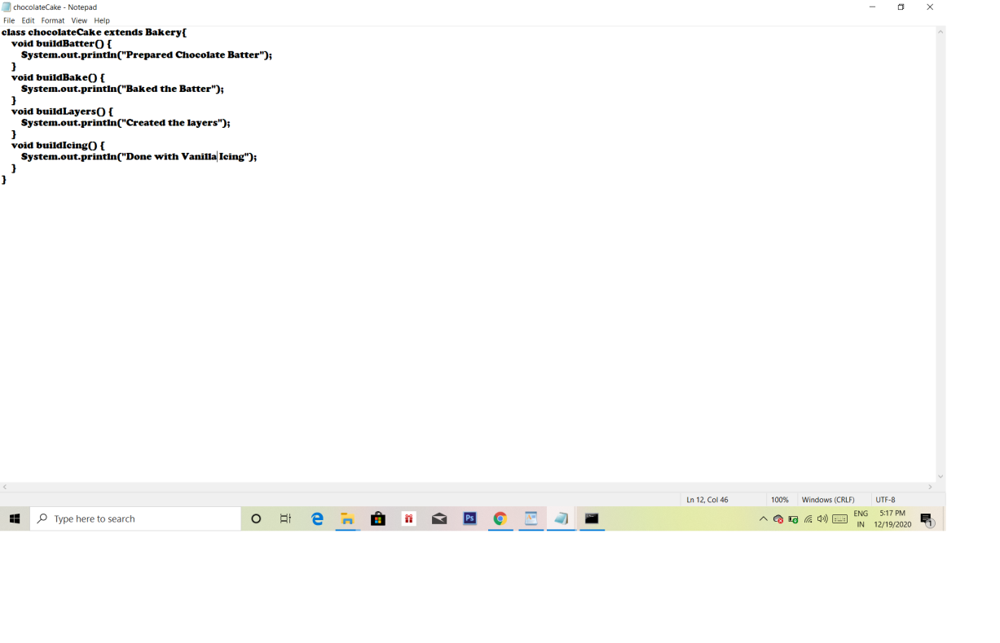 chocolateCake - Notepad
File Edit Format View Help
class chocolateCake extends Bakery{
void buildBatter() {
System.out.println("Prepared Chocolate Batter");
}
void buildBake() {
System.out.println("Baked the Batter");
}
void buildLayers() {
System.out.println("Created the layers");
}
void buildIcing() {
System.out.println("Done with Vanilla Icing");
}
}
Ln 12, Col 46 100% Windows (CRLF) UTF-8
Type here to search Ps ENG 5:17 PM
IN 12/19/2020 1